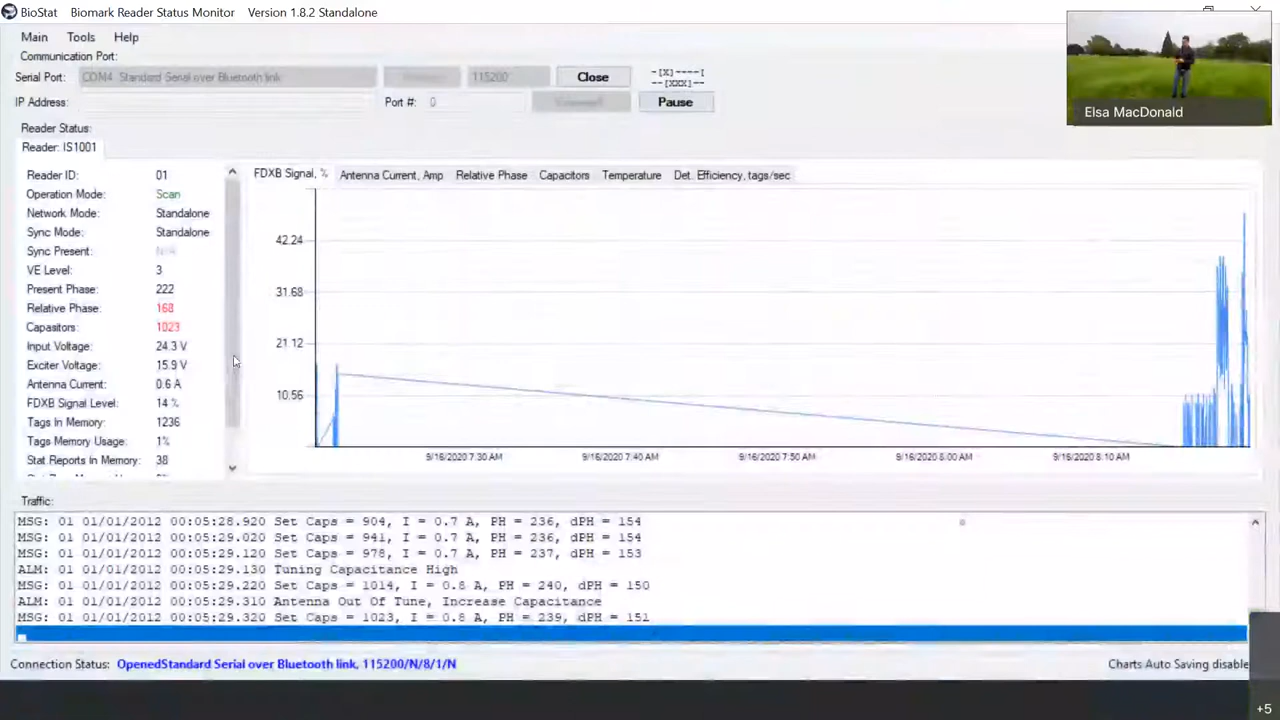 BioStat Biomark Reader Status Monitor Version 1.8.2 Standalone
Main Tools Help
Communication Port:
Serial Port: COM4 Standard Serial over Bluetooth link 115200 Close -[X]----[
--[XXX]--
IP Address: Port #: 0 Pause
Elsa MacDonald
Reader Status:
Reader: IS1001
Reader ID: 01
Operation Mode: Scan
Network Mode: Standalone
Sync Mode: Standalone
Sync Present: N/A
VE Level: 3
Present Phase: 222
Relative Phase: 168
Capasitors: 1023
Input Voltage: 24.3 V
Exciter Voltage: 15.9 V
Antenna Current: 0.6 A
FDXB Signal Level: 14 %
Tags In Memory: 1236
Tags Memory Usage: 1%
Stat Reports In Memory: 38
FDXB Signal, % Antenna Current, Amp Relative Phase Capacitors Temperature Det. Efficiency, tags/sec
42.24
31.68
21.12
10.56
9/16/2020 7:30 AM 9/16/2020 7:40 AM 9/16/2020 7:50 AM 9/16/2020 8:00 AM 9/16/2020 8:10 AM
Traffic:
MSG: 01 01/01/2012 00:05:28.920 Set Caps = 904, I = 0.7 A, PH = 236, dPH = 154
MSG: 01 01/01/2012 00:05:29.020 Set Caps = 941, I = 0.7 A, PH = 236, dPH = 154
MSG: 01 01/01/2012 00:05:29.120 Set Caps = 978, I = 0.7 A, PH = 237, dPH = 153
ALM: 01 01/01/2012 00:05:29.130 Tuning Capacitance High
MSG: 01 01/01/2012 00:05:29.220 Set Caps = 1014, I = 0.8 A, PH = 240, dPH = 150
ALM: 01 01/01/2012 00:05:29.310 Antenna Out Of Tune, Increase Capacitance
MSG: 01 01/01/2012 00:05:29.320 Set Caps = 1023, I = 0.8 A, PH = 239, dPH = 151
Connection Status: OpenedStandard Serial over Bluetooth link, 115200/N/8/1/N Charts Auto Saving disable
+5